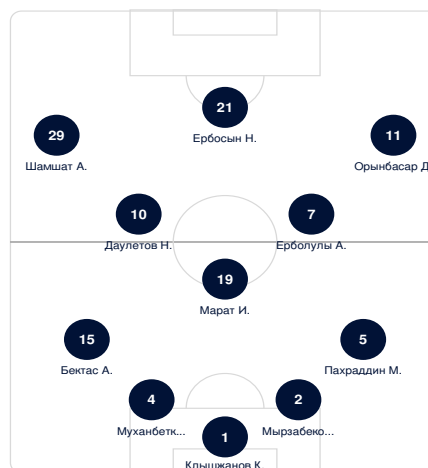 21
Ербосын Н.
29
11
Шамшат А.
Орынбасар Д
10
7
Даулетов Н.
Ерболулы А.
19
Марат И.
15
5
Бектас А.
Пахраддин М.
4
2
Муханбетк...
Мырзабеко...
1
Клышжанов К.